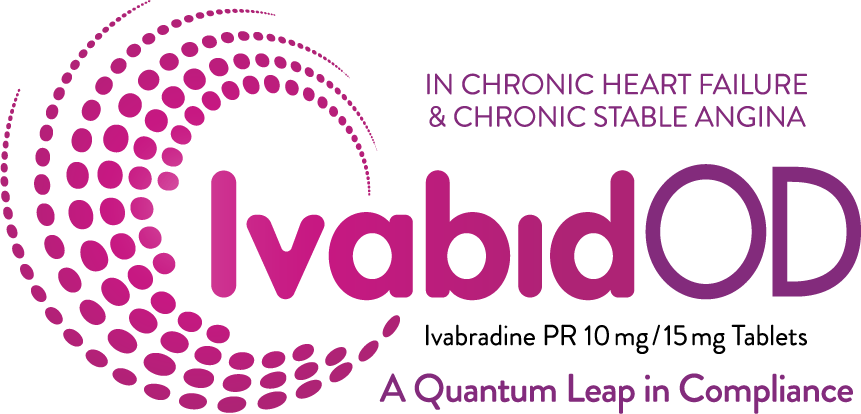 IN CHRONIC HEART FAILURE
& CHRONIC STABLE ANGINA
IvabidOD
Ivabradine PR 10 mg/15 mg Tablets
A Quantum Leap in Compliance